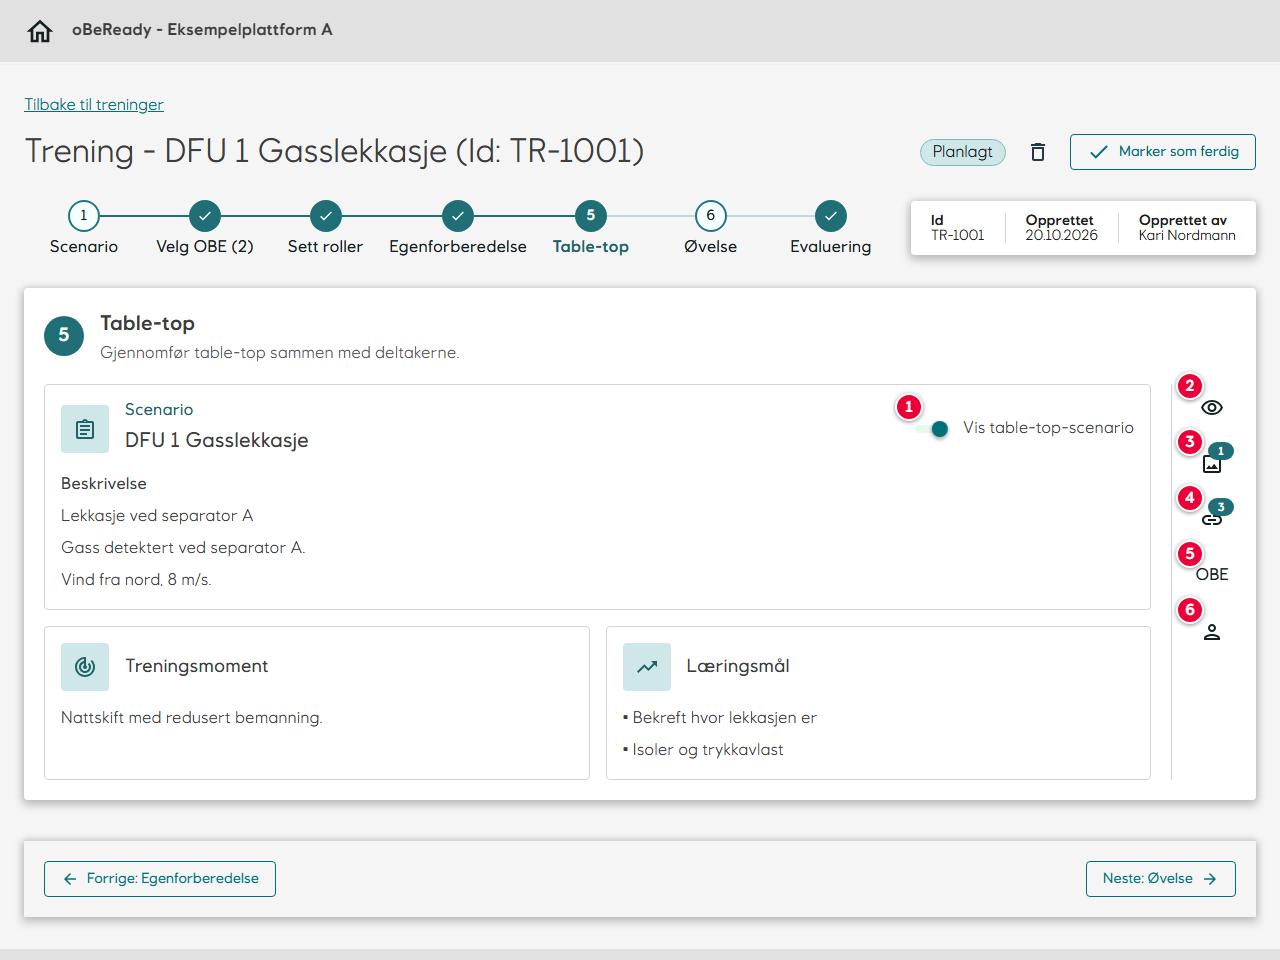 oBeReady - Eksempelplattform A
Tilbake til treninger
Trening - DFU 1 Gasslekkasje (Id: TR-1001)
Planlagt
Marker som ferdig
1
5
6
Scenario
Velg OBE (2)
Sett roller
Egenforberedelse
Table-top
Øvelse
Evaluering
Id
TR-1001
Opprettet
20.10.2026
Opprettet av
Kari Nordmann
5
Table-top
Gjennomfør table-top sammen med deltakerne.
Scenario
DFU 1 Gasslekkasje
1
Vis table-top-scenario
Beskrivelse
Lekkasje ved separator A
Gass detektert ved separator A.
Vind fra nord, 8 m/s.
2
3
1
4
3
5
OBE
6
Treningsmoment
Nattskift med redusert bemanning.
Læringsmål
▪ Bekreft hvor lekkasjen er
▪ Isoler og trykkavlast
Forrige: Egenforberedelse
Neste: Øvelse